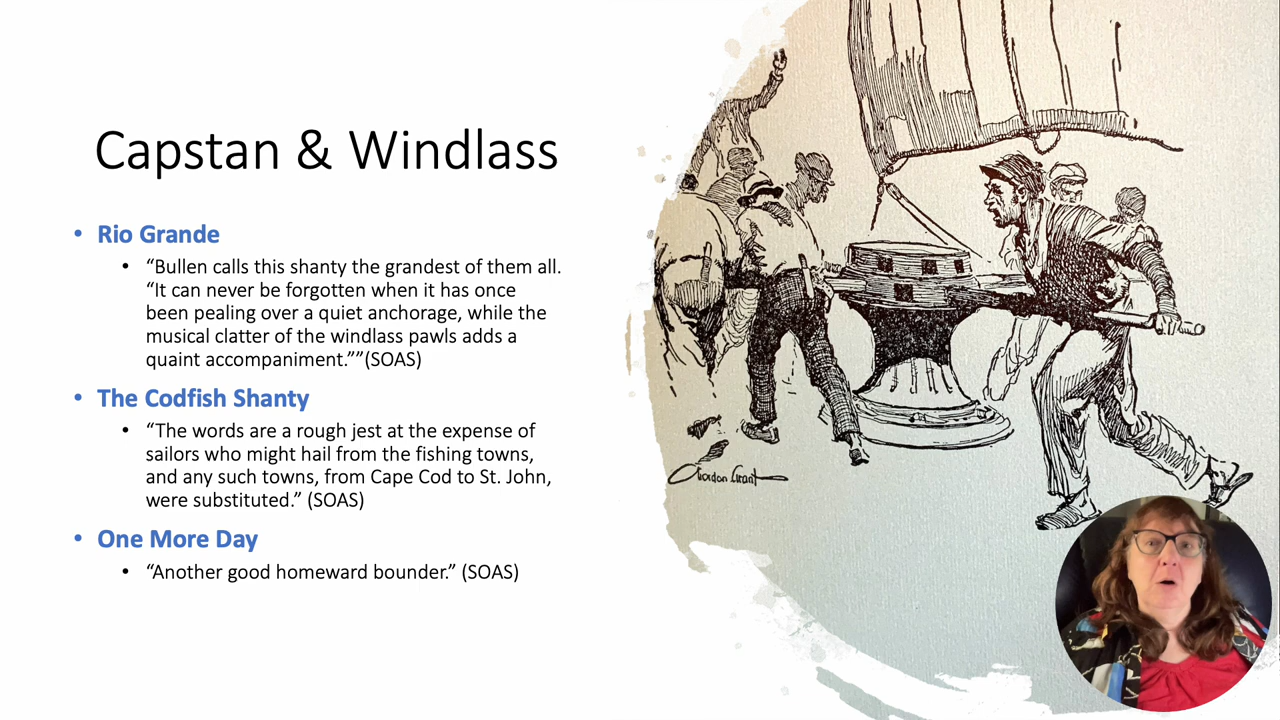 Capstan & Windlass
• Rio Grande
• “Bullen calls this shanty the grandest of them all.
“It can never be forgotten when it has once
been pealing over a quiet anchorage, while the
musical clatter of the windlass pawls adds a
quaint accompaniment.””(SOAS)
• The Codfish Shanty
• “The words are a rough jest at the expense of
sailors who might hail from the fishing towns,
and any such towns, from Cape Cod to St. John,
were substituted.” (SOAS)
• One More Day
• “Another good homeward bounder.” (SOAS)
Gordon Grant